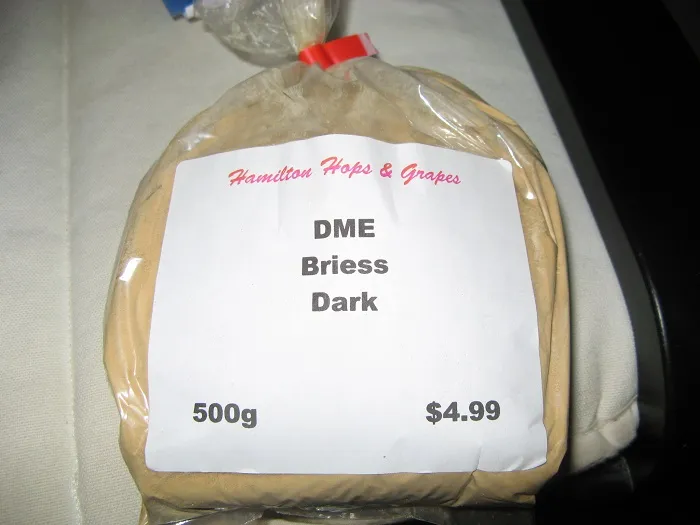 Hamilton Hops & Grapes
DME
Briess
Dark
500g $4.99